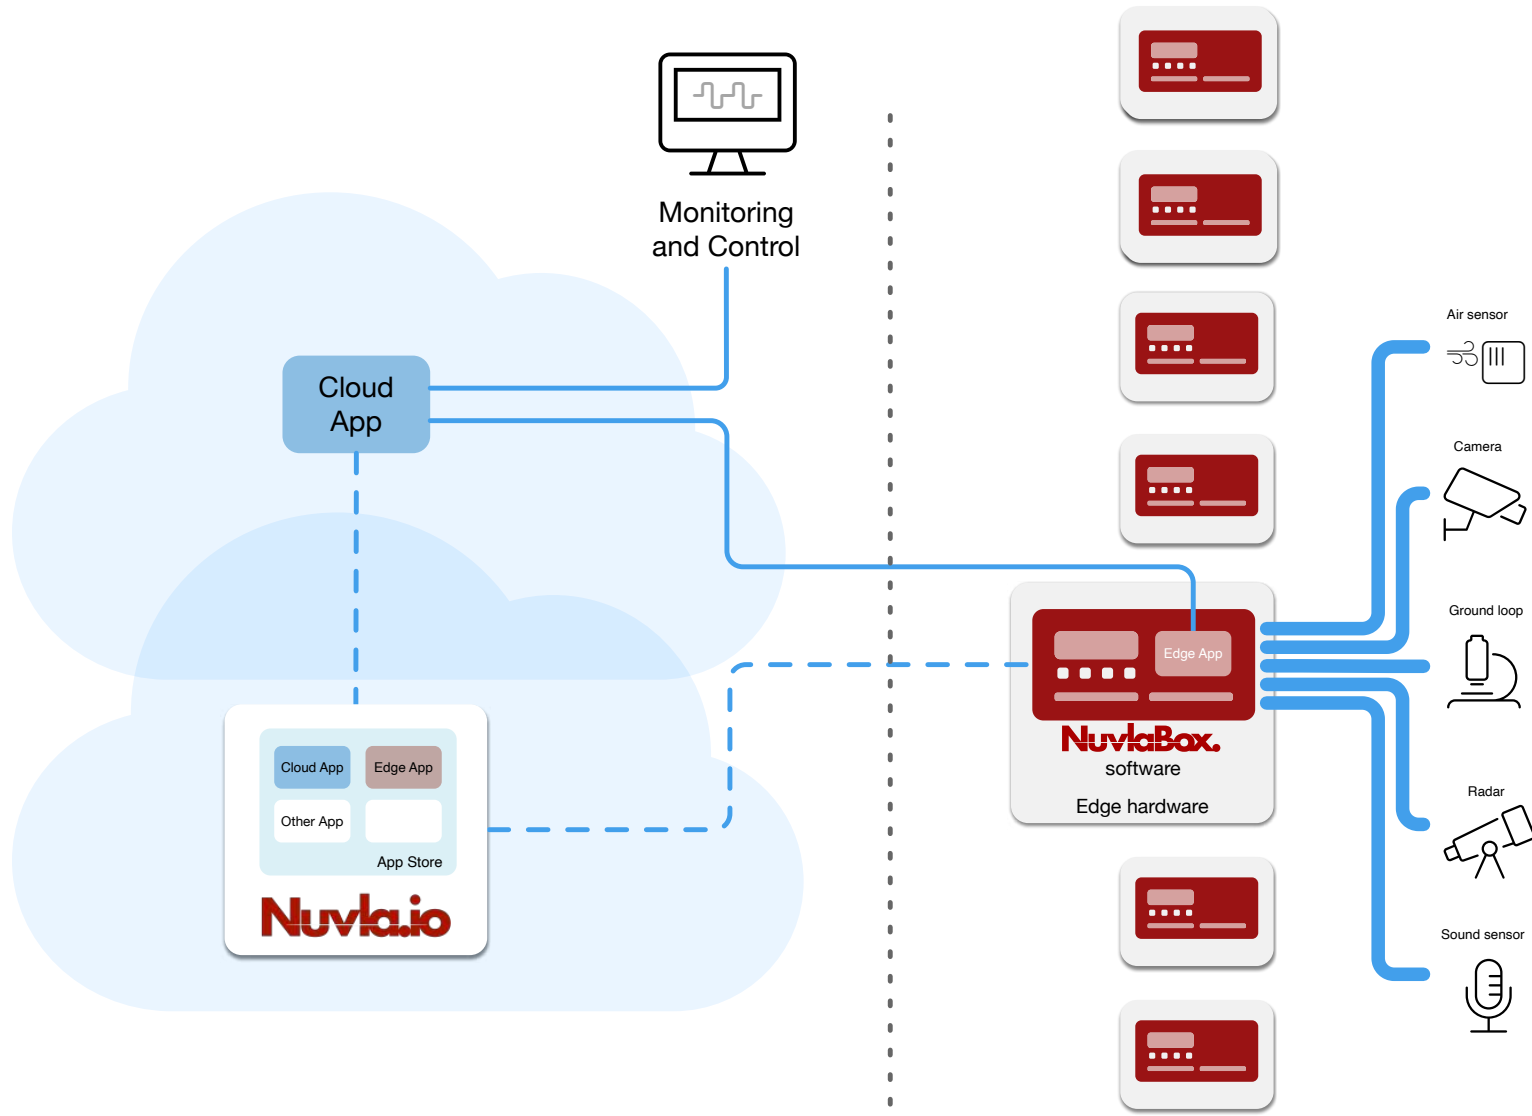 Monitoring
and Control
Cloud
App
Cloud App
Edge App
Other App
App Store
Nuvla.io
Edge App
NuvlaBox.
software
Edge hardware
Air sensor
Camera
Ground loop
Radar
Sound sensor